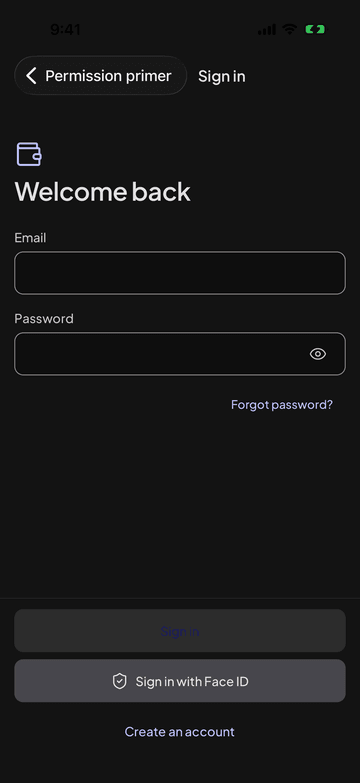 9:41
Permission primer
Sign in
Welcome back
Email
Password
Forgot password?
Sign in
Sign in with Face ID
Create an account